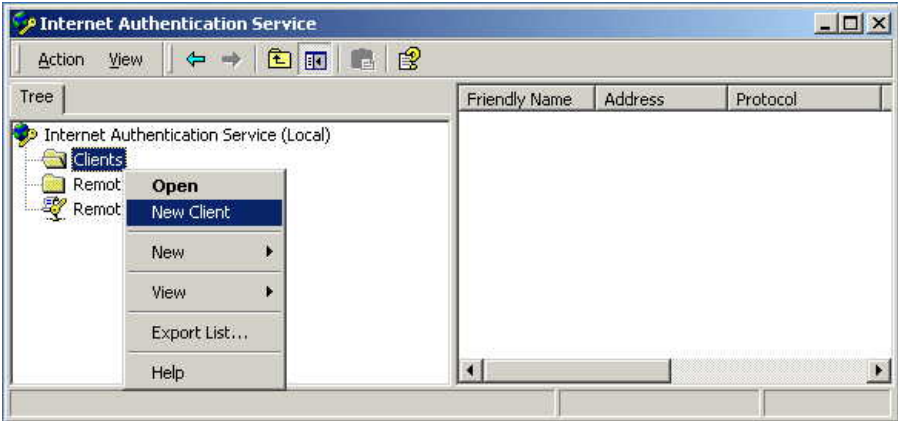 Internet Authentication Service
Action View
Tree
Friendly Name Address Protocol
Internet Authentication Service (Local)
Clients
Remot
Remot
Open
New Client
New
View
Export List...
Help